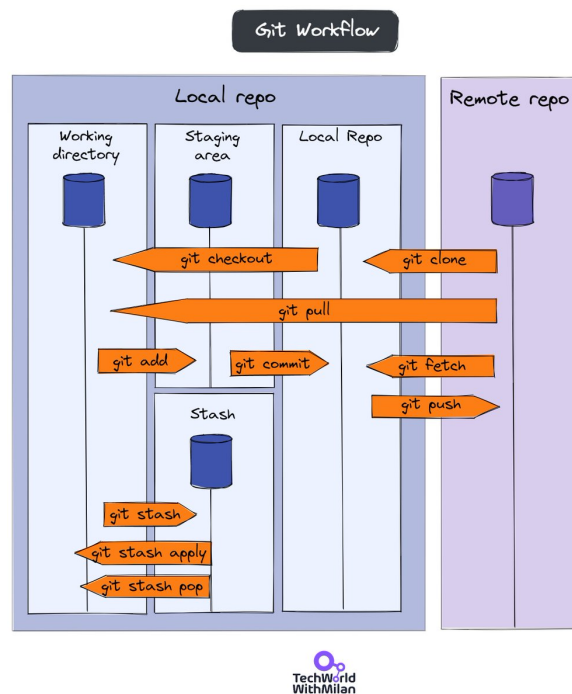 Git Workflow
Local repo
Remote repo
Working
directory
Staging
area
Local Repo
git checkout
git clone
git pull
git add
git commit
git fetch
git push
Stash
git stash
git stash apply
git stash pop
TechWorld
WithMilan